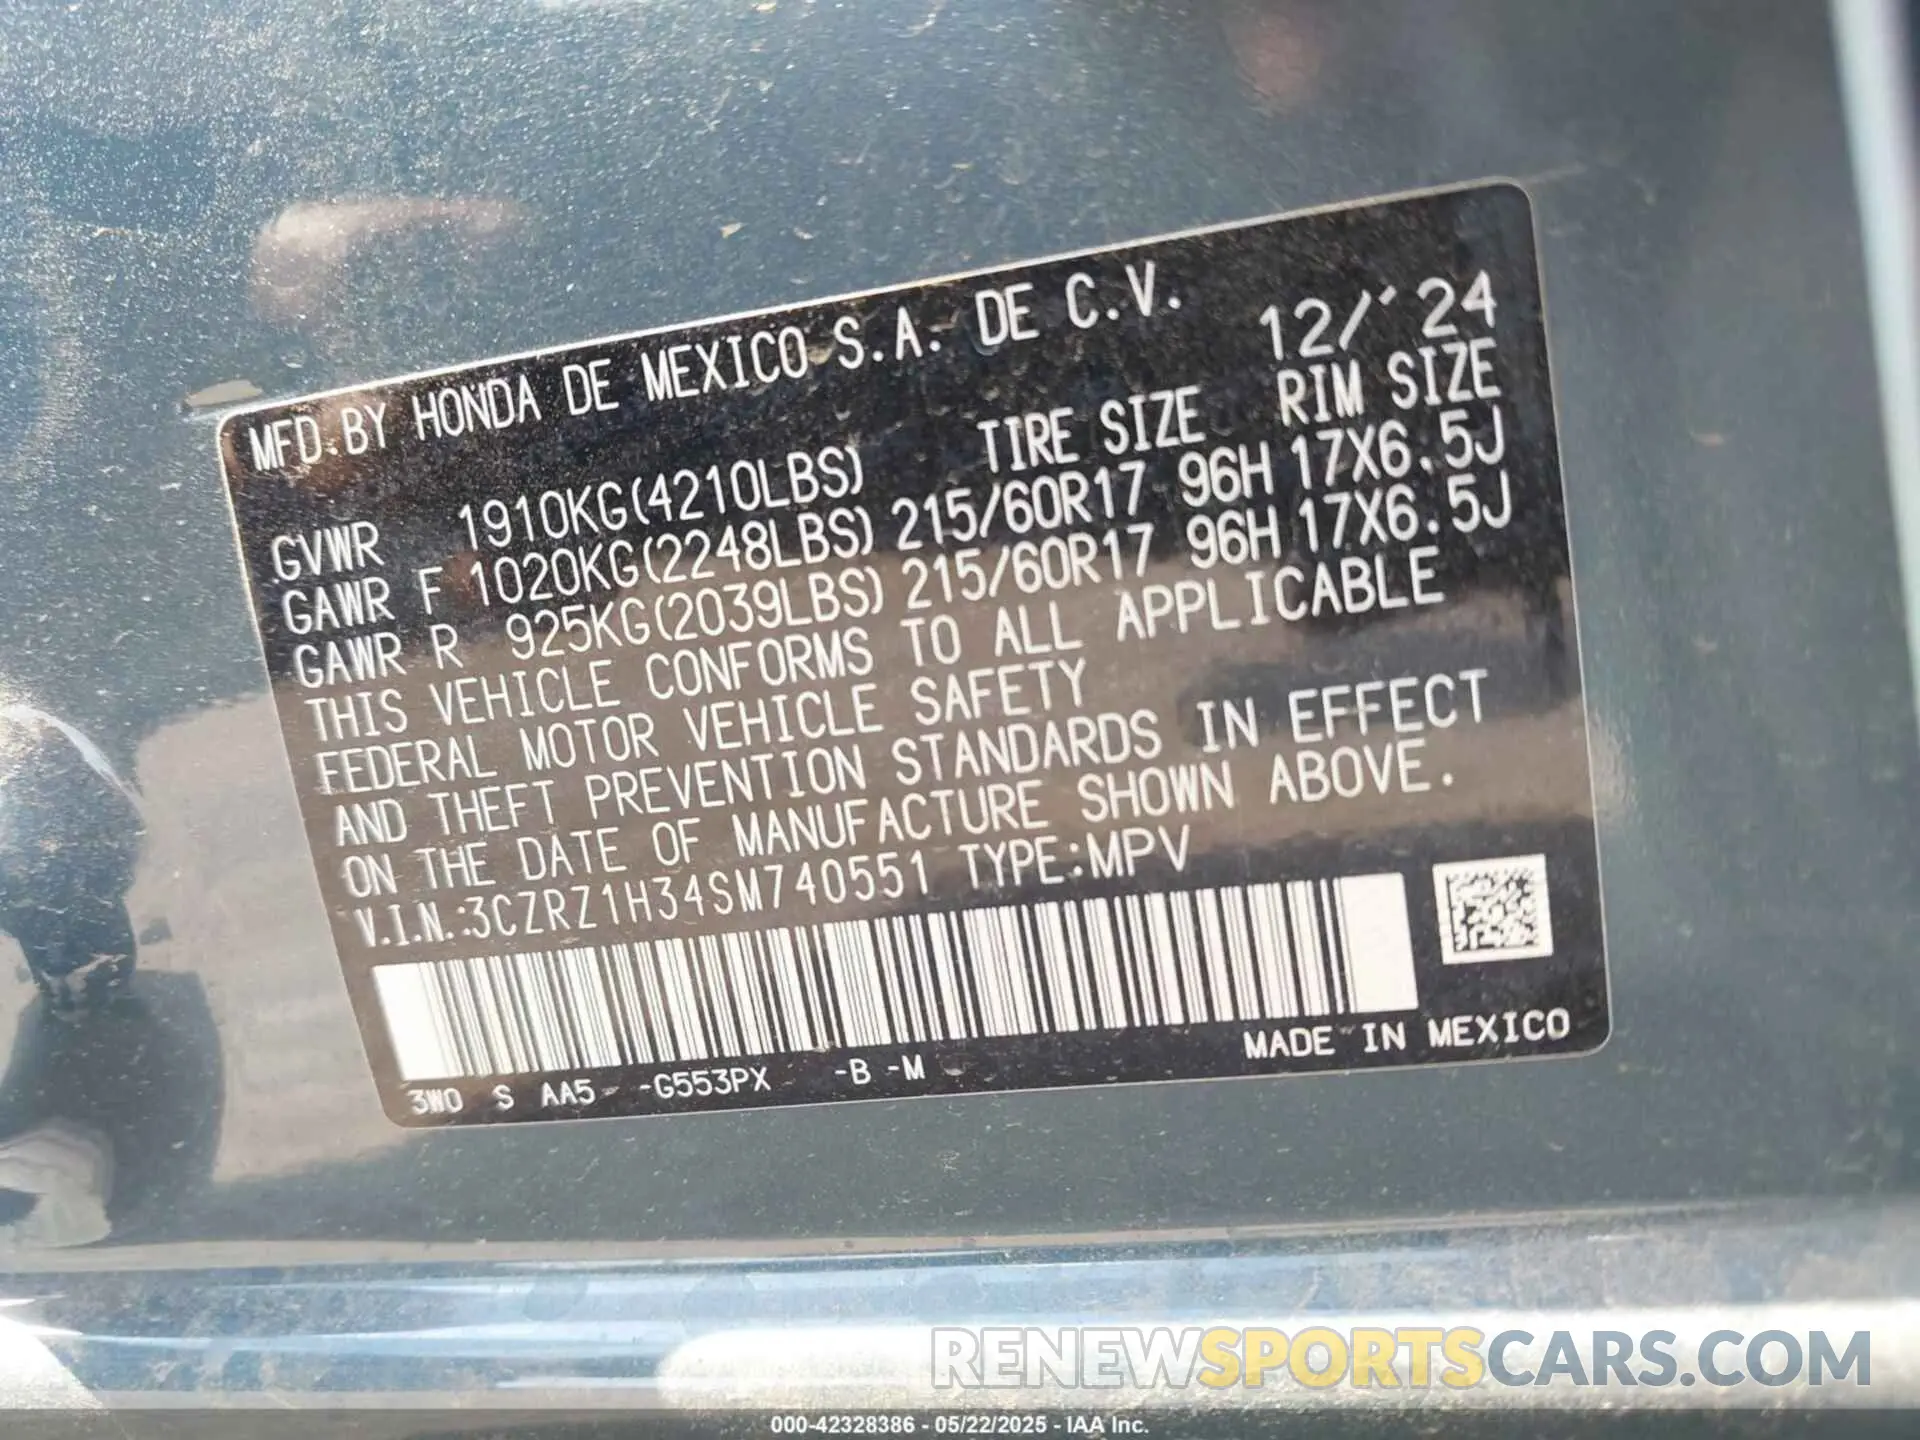 MFD.BY HONDA DE MEXICO S.A. DE C.V. 12/'24
TIRE SIZE RIM SIZE
GVWR 1910KG(4210LBS)
GAWR F 1020KG(2248LBS) 215/60R17 96H 17X6.5J
GAWR R 925KG(2039LBS) 215/60R17 96H 17X6.5J
THIS VEHICLE CONFORMS TO ALL APPLICABLE
FEDERAL MOTOR VEHICLE SAFETY
AND THEFT PREVENTION STANDARDS IN EFFECT
ON THE DATE OF MANUFACTURE SHOWN ABOVE.
V.I.N.:3CZRZ1H34SM740551 TYPE:MPV
3W0 S AA5 -G553PX -B -M MADE IN MEXICO
RENEWSPORTSCARS.COM
000-42328386 - 05/22/2025 - IAA Inc.